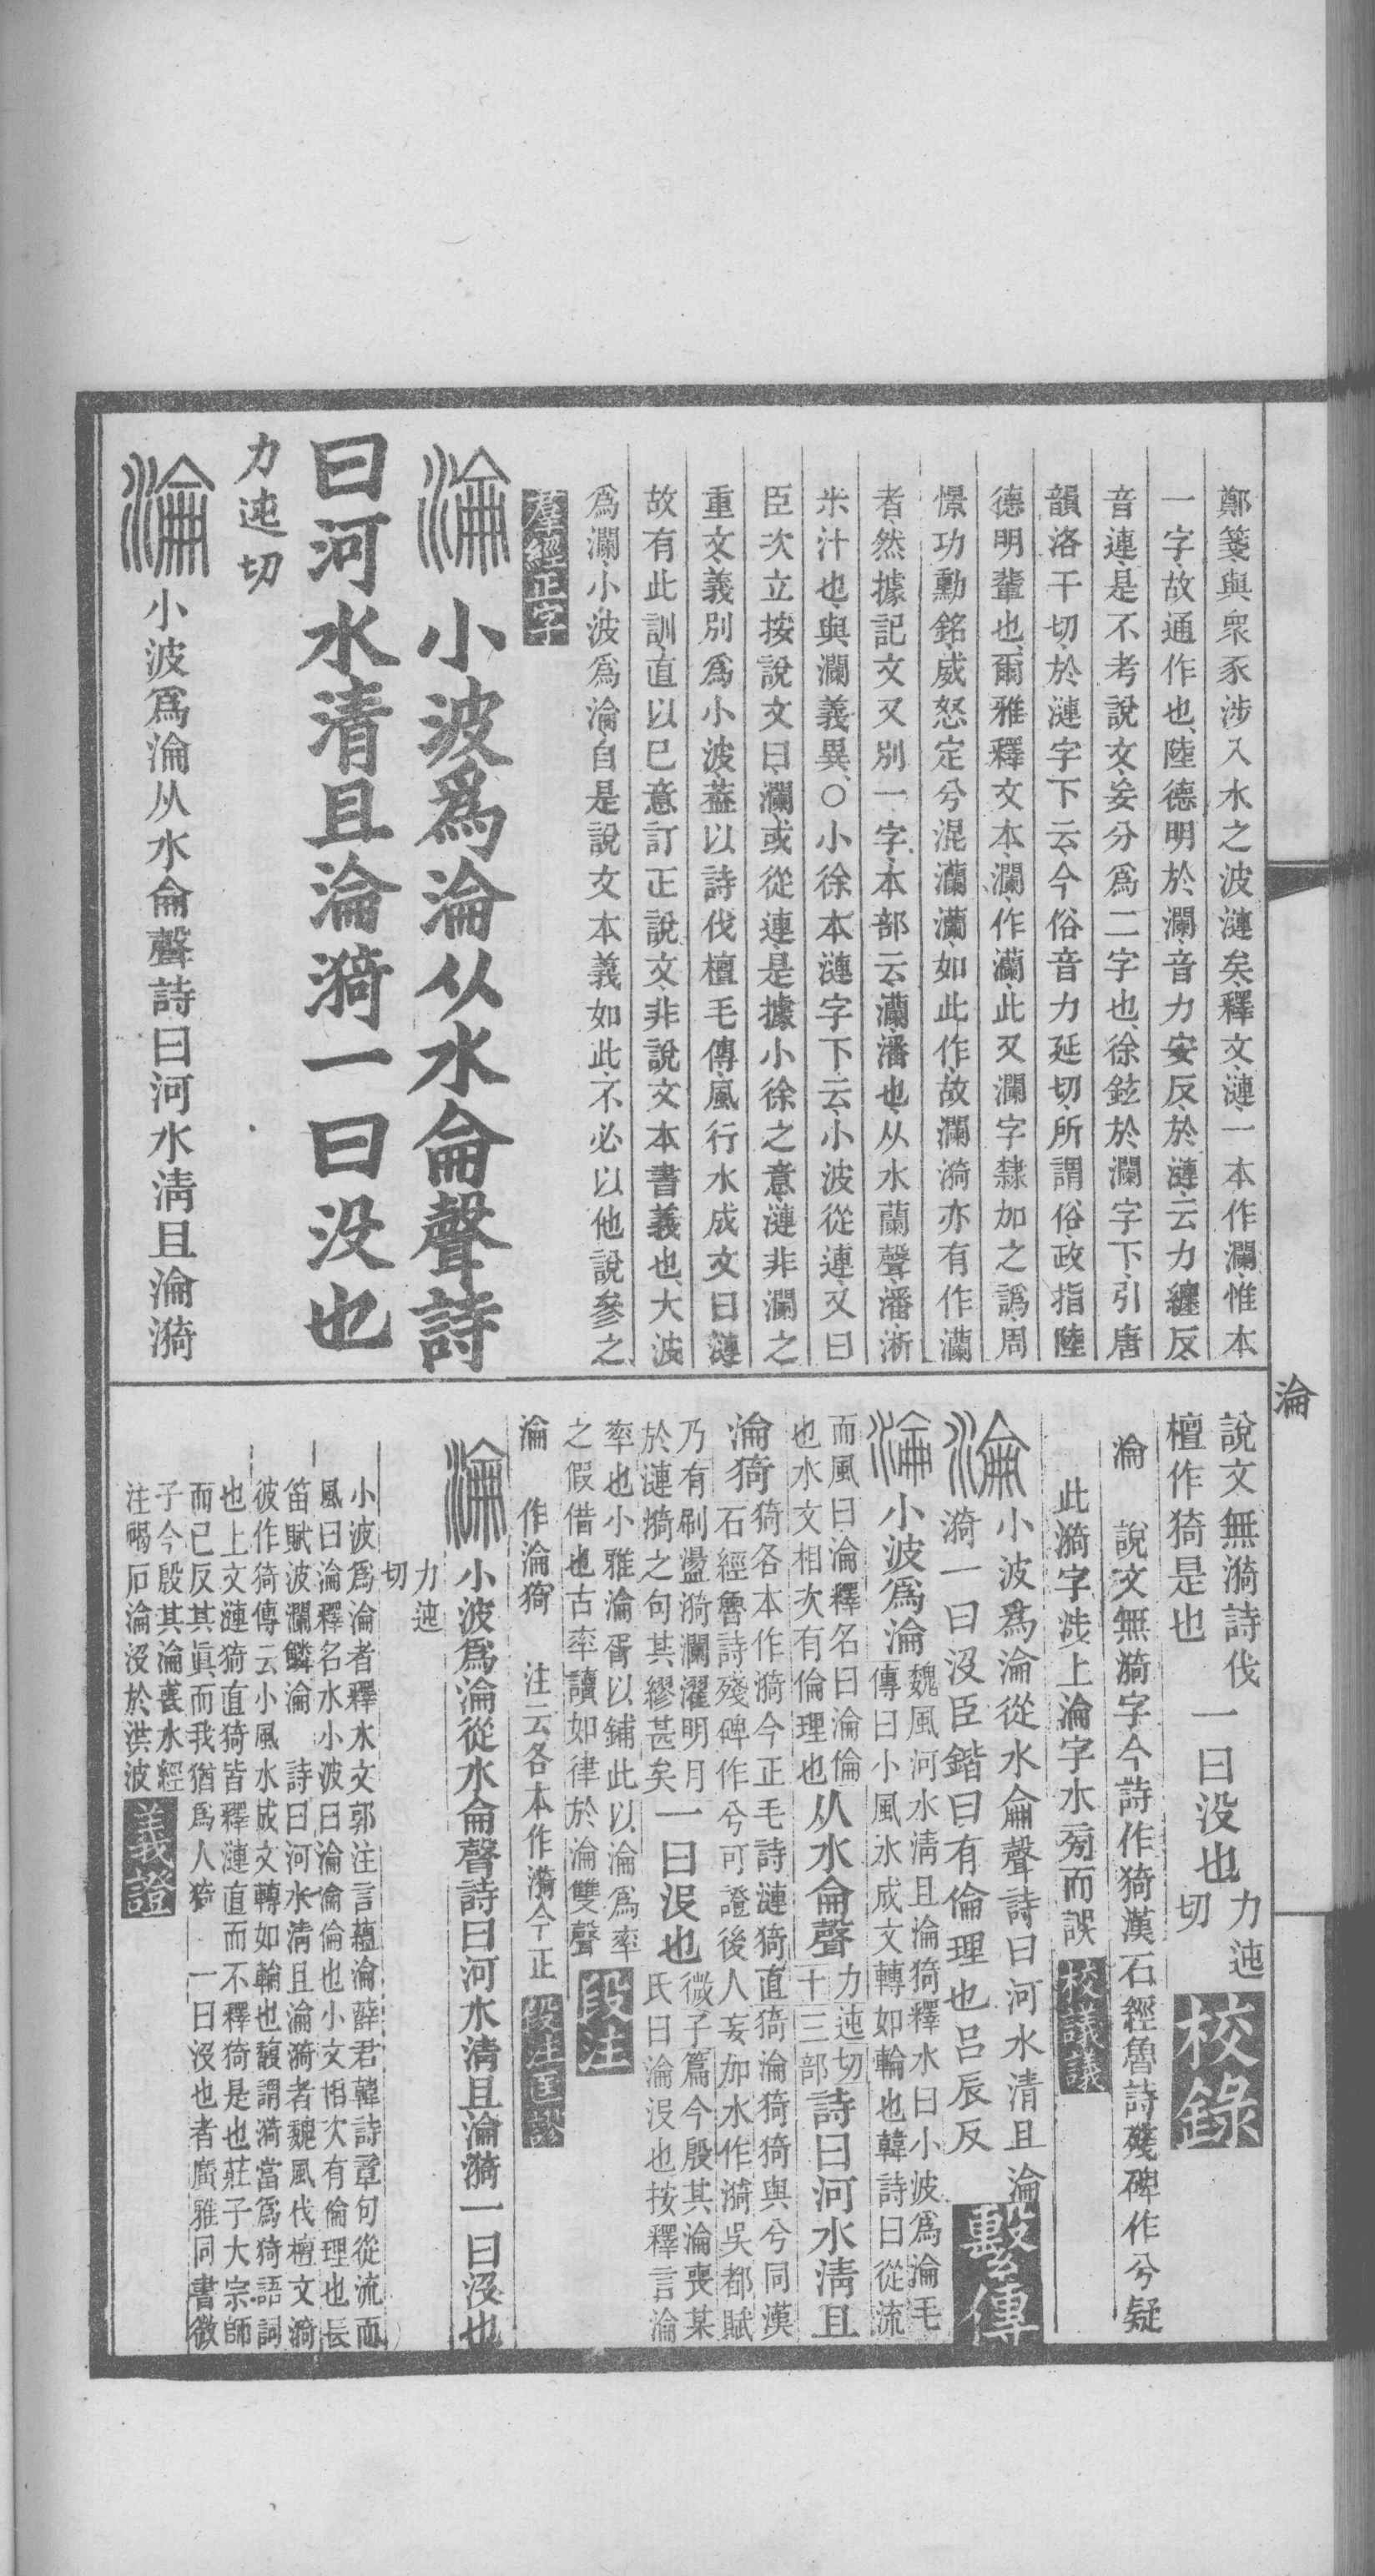 鄭箋、與衆豕涉入水之波漣矣、釋文、漣、一本作瀾、惟本
一字、故通作也、陸德明於瀾、音力安反、於漣、云力纏反、
音連、是不考說文、妄分爲二字也、徐鉉於瀾字下、引唐
韻洛干切、於漣字下云、今俗音力延切、所謂俗、政指陸
德明輩也、爾雅釋文本、瀾、作灡、此又瀾字隸加之譌、周
憬功勳銘、威怒定兮混灡灡、如此作、故瀾漪亦有作灡
者、然據記文又別一字、本部云、灡、潘也、从水蘭聲、潘、淅
米汁也、與瀾義異、○小徐本漣字下、云、小波從連、又曰
臣次立按說文曰、瀾或從連、是據小徐之意、漣非瀾之
重文、義別爲小波、葢以詩伐檀毛傳、風行水成文曰漣
故有此訓、直以已意訂正說文、非說文本書義也、大波
爲瀾、小波爲淪、自是說文本義如此、不必以他說參之
羣經正字
淪 小波爲淪从水侖聲詩
曰河水清且淪漪一曰沒也
力迍切
淪 小波爲淪从水侖聲詩曰河水清且淪漪
淪
說文無漪詩伐
檀作猗是也
一曰沒也
力迍
切
校錄
淪 說文無漪字今詩作猗漢石經魯詩殘碑作兮疑
此漪字涉上淪字水旁而誤
校議議
淪 小波爲淪從水侖聲詩曰河水清且淪
漪一曰沒臣鍇曰有倫理也呂辰反
繫傳
淪 小波爲淪
魏風河水清且淪猗釋水曰小波爲淪毛
傳曰小風水成文轉如輪也韓詩曰從流
而風曰淪釋名曰淪倫
也水文相次有倫理也
从水侖聲
力迍切
十三部
詩曰河水清且
淪猗
猗各本作漪今正毛詩漣猗直猗淪猗猗與兮同漢
石經魯詩殘碑作兮可證後人妄加水作漪吳都賦
乃有刷盪漪瀾濯明月
於漣漪之句其繆甚矣
一曰沒也
微子篇今殷其淪喪某
氏曰淪沒也按釋言淪
率也小雅淪胥以鋪此以淪爲率
之假借也古率讀如律於淪雙聲
段注
淪 作淪猗 注云各本作漪今正
段注匡謬
淪 小波爲淪從水侖聲詩曰河水清且淪漪一曰沒也
力迍
切
小波爲淪者釋水文郭注言蘊淪薛君韓詩章句從流而
風曰淪釋名水小波曰淪淪倫也小文相次有倫理也長
笛賦波瀾鱗淪 詩曰河水清且淪漪者魏風伐檀文漪
彼作猗傳云小風水成文轉如輪也馥謂漪當爲猗語詞
也上文漣猗直猗皆釋漣直而不釋猗是也莊子大宗師
而已反其眞而我猶爲人猗 一曰沒也者廣雅同書微
子今殷其淪喪水經
注碣石淪沒於洪波
義證